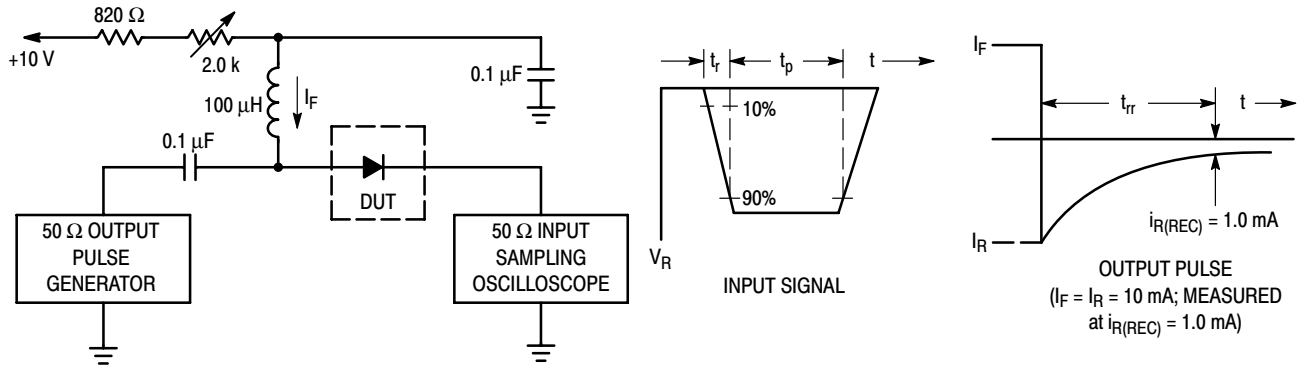 820 Ω
+10 V
2.0 k
0.1 µF
100 µH
I_F
0.1 µF
DUT
50 Ω OUTPUT
PULSE
GENERATOR
50 Ω INPUT
SAMPLING
OSCILLOSCOPE
t_r
t_p
t
10%
90%
V_R
INPUT SIGNAL
I_F
t_rr
t
I_R
i_R(REC) = 1.0 mA
OUTPUT PULSE
(I_F = I_R = 10 mA; MEASURED
at i_R(REC) = 1.0 mA)